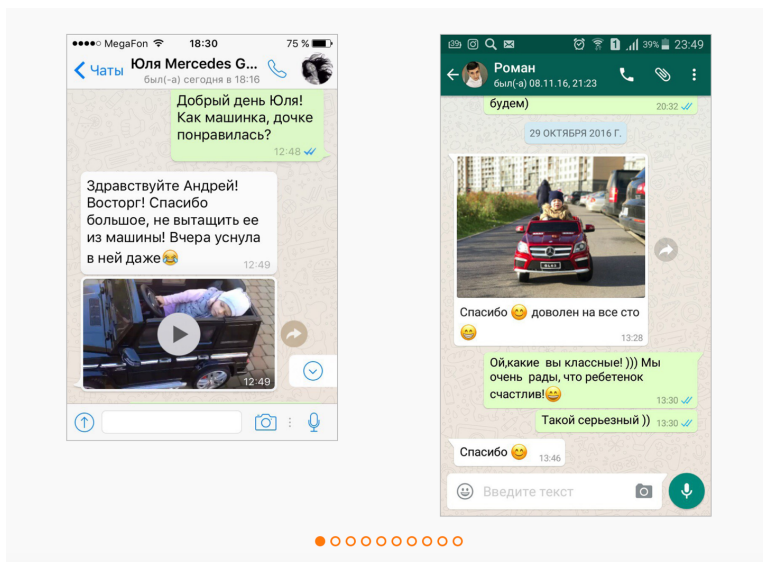 MegaFon 18:30 75 %
Чаты
Юля Mercedes G...
был(-а) сегодня в 18:16
Добрый день Юля!
Как машинка, дочке
понравилась?
12:48
Здравствуйте Андрей!
Восторг! Спасибо
большое, не вытащить ее
из машины! Вчера уснула
в ней даже😂
12:49
12:49
39% 23:49
Роман
был(-а) 08.11.16, 21:23
будем)
20:32
29 ОКТЯБРЯ 2016 Г.
Спасибо 😊 доволен на все сто
😁
13:28
Ой,какие вы классные! ))) Мы
очень рады, что ребетенок
счастлив!😄
13:30
Такой серьезный )) 13:30
Спасибо 😊 13:46
Введите текст